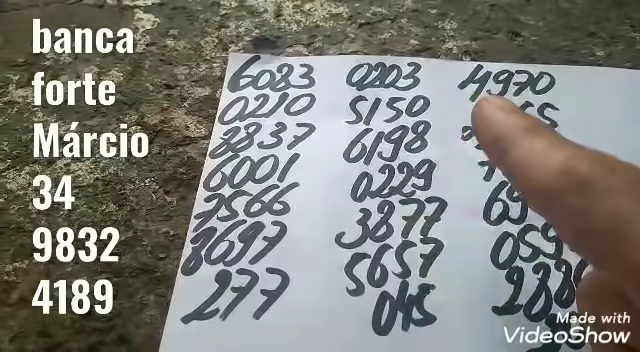 banca
forte
Márcio
34
9832
4189
6083 0203 4970
0210 5150
3837 6198
6001 0229
7566 3877
8697 5657
277 045
Made with
VideoShow